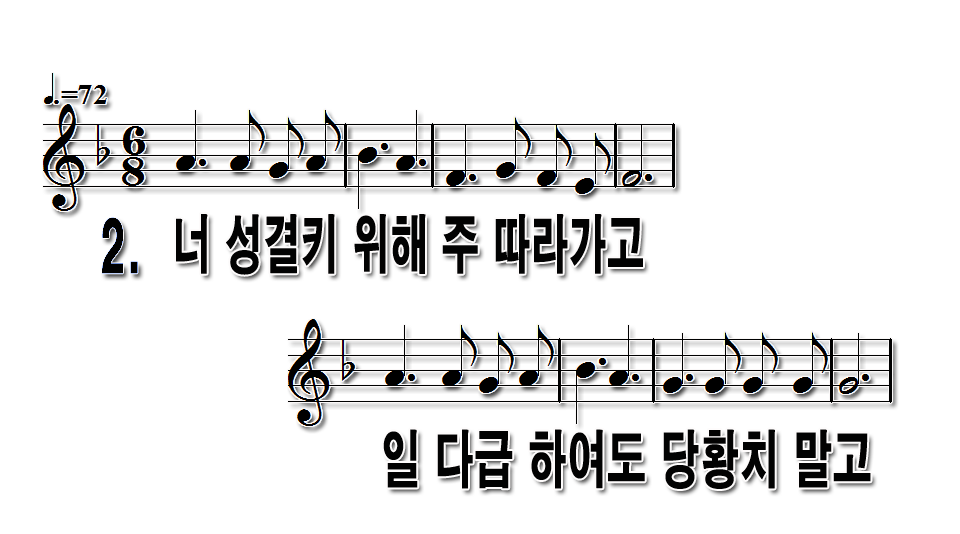 ♩.=72
6
8
2. 너 성결키 위해 주 따라가고
일 다급 하여도 당황치 말고